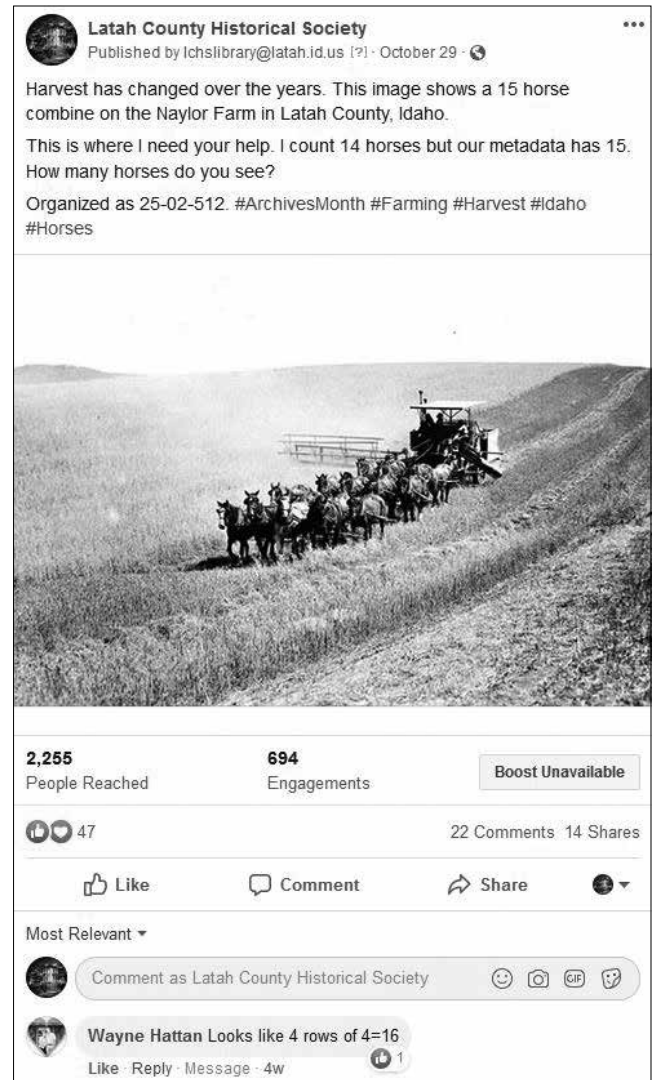 Latah County Historical Society
Published by lchslibrary@latah.id.us [?] · October 29 ·
Harvest has changed over the years. This image shows a 15 horse
combine on the Naylor Farm in Latah County, Idaho.
This is where I need your help. I count 14 horses but our metadata has 15.
How many horses do you see?
Organized as 25-02-512. #ArchivesMonth #Farming #Harvest #Idaho
#Horses
2,255
People Reached
694
Engagements
Boost Unavailable
47
22 Comments 14 Shares
Like
Comment
Share
Most Relevant
Comment as Latah County Historical Society
GIF
Wayne Hattan Looks like 4 rows of 4=16
1
Like · Reply · Message · 4w